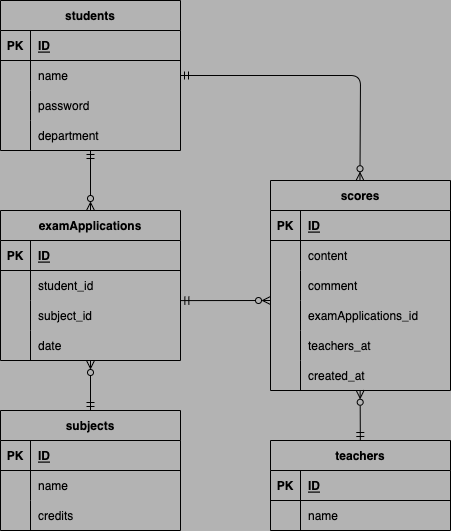 students
PK ID
name
password
department
examApplications
PK ID
student_id
subject_id
date
subjects
PK ID
name
credits
scores
PK ID
content
comment
examApplications_id
teachers_at
created_at
teachers
PK ID
name